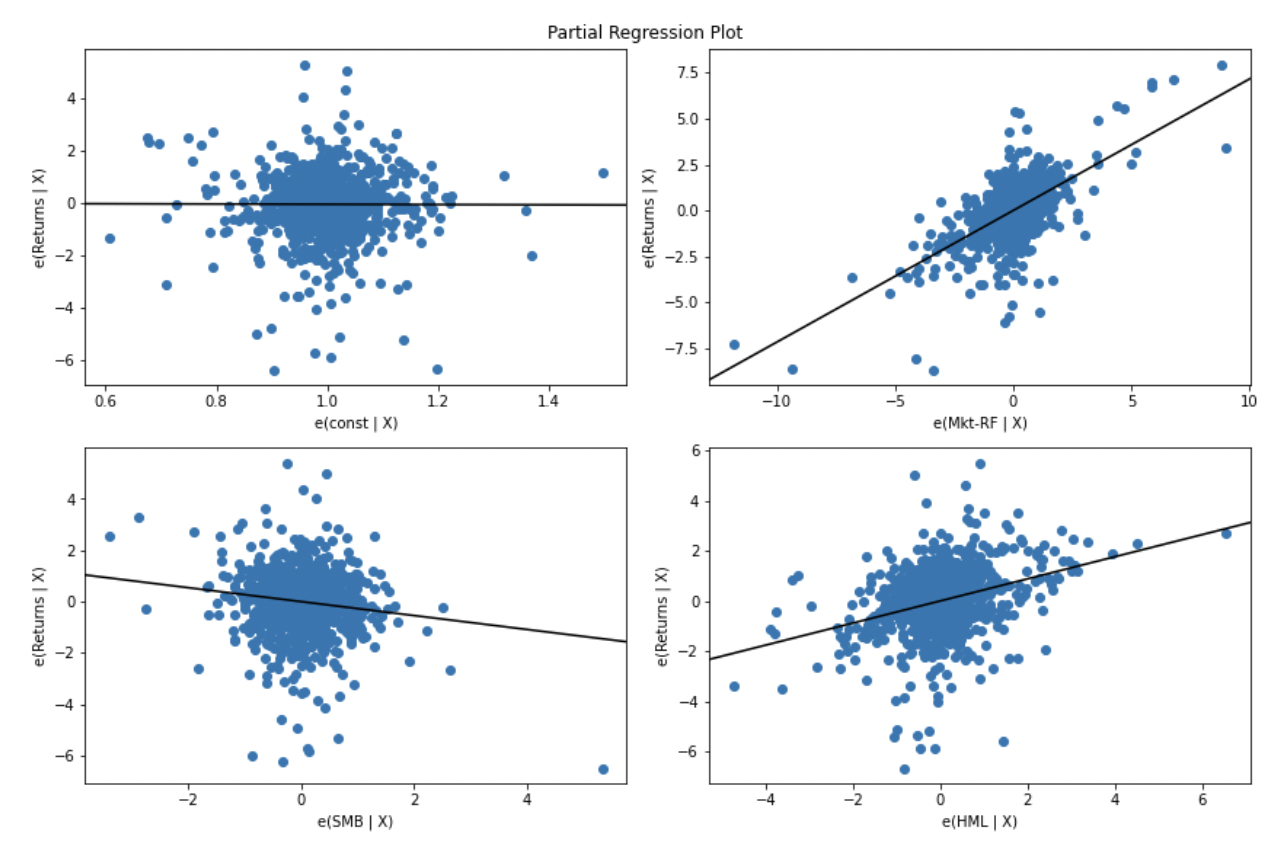 Partial Regression Plot
e(Returns | X)
4
2
0
−2
−4
−6
0.6 0.8 1.0 1.2 1.4
e(const | X)
e(Returns | X)
7.5
5.0
2.5
0.0
−2.5
−5.0
−7.5
−10 −5 0 5 10
e(Mkt-RF | X)
e(Returns | X)
4
2
0
−2
−4
−6
−2 0 2 4
e(SMB | X)
e(Returns | X)
6
4
2
0
−2
−4
−6
−4 −2 0 2 4 6
e(HML | X)